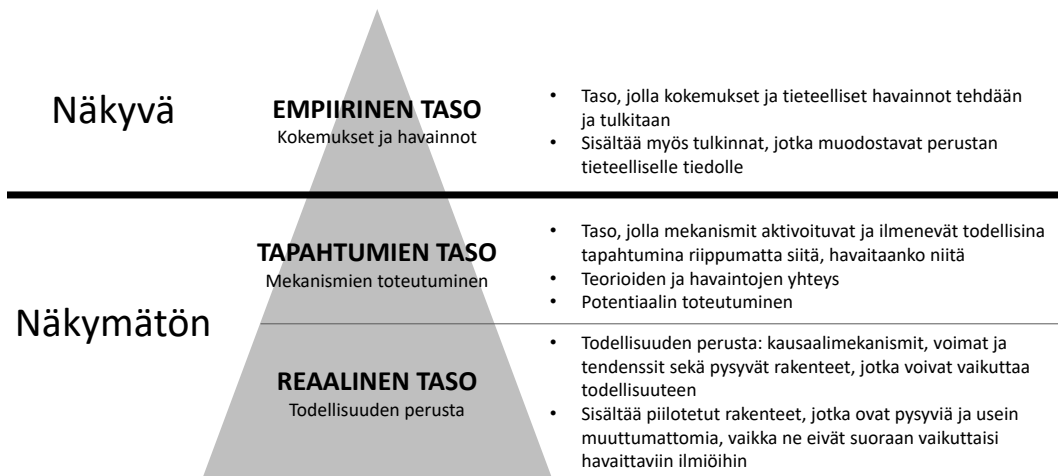 Näkyvä
EMPIIRINEN TASO
Kokemukset ja havainnot
• Taso, jolla kokemukset ja tieteelliset havainnot tehdään
ja tulkitaan
• Sisältää myös tulkinnat, jotka muodostavat perustan
tieteelliselle tiedolle
Näkymätön
TAPAHTUMIEN TASO
Mekanismien toteutuminen
• Taso, jolla mekanismit aktivoituvat ja ilmenevät todellisina
tapahtumina riippumatta siitä, havaitaanko niitä
• Teorioiden ja havaintojen yhteys
• Potentiaalin toteutuminen
REAALINEN TASO
Todellisuuden perusta
• Todellisuuden perusta: kausaalimekanismit, voimat ja
tendenssit sekä pysyvät rakenteet, jotka voivat vaikuttaa
todellisuuteen
• Sisältää piilotetut rakenteet, jotka ovat pysyviä ja usein
muuttumattomia, vaikka ne eivät suoraan vaikuttaisi
havaittaviin ilmiöihin